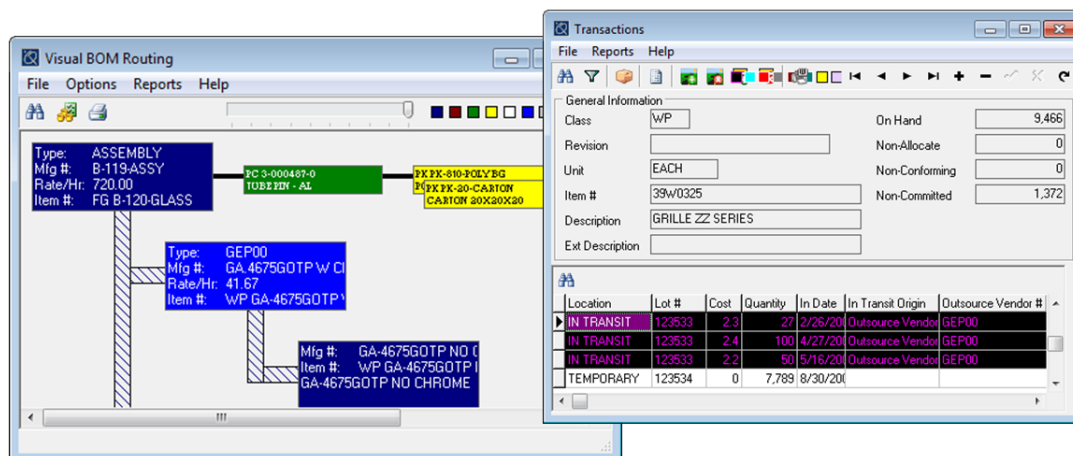 Visual BOM Routing
File Options Reports Help
Type: ASSEMBLY
Mfg #: B-119-ASSY
Rate/Hr: 720.00
Item #: FG B-120-GLASS
PC 3-000487-0
TUBE PIN - AL
PK PK-810-POLYBG
PK PK-20-CARTON
CARTON 20X20X20
Type: GEP00
Mfg #: GA.4675GOTP W C
Rate/Hr: 41.67
Item #: WP GA-4675GOTP
Mfg #: GA-4675GOTP NO
Item #: WP GA-4675GOTP
GA-4675GOTP NO CHROME
Transactions
File Reports Help
General Information
Class WP On Hand 9,466
Revision Non-Allocate 0
Unit EACH Non-Conforming 0
Item # 39W0325 Non-Committed 1,372
Description GRILLE ZZ SERIES
Ext Description
Location Lot # Cost Quantity In Date In Transit Origin Outsource Vendor #
IN TRANSIT 123533 2.3 27 2/26/20 Outsource Vendor GEP00
IN TRANSIT 123533 2.4 100 4/27/20 Outsource Vendor GEP00
IN TRANSIT 123533 2.2 50 5/16/20 Outsource Vendor GEP00
TEMPORARY 123534 0 7,789 8/30/20